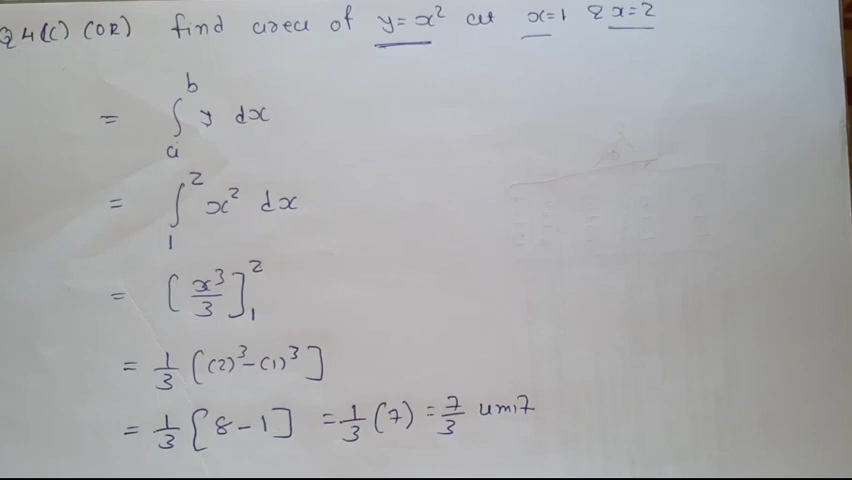 Q4(C) (OR) find area of y=x² at x=1 & x=2
= ∫ₐᵇ y dx
= ∫₁² x² dx
= [x³/3]₁²
= 1/3 [(2)³-(1)³]
= 1/3 [8-1] = 1/3 (7) = 7/3 unit